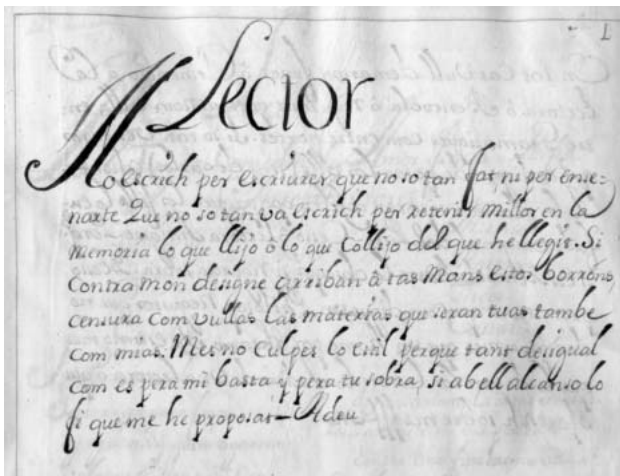 1
Al Lector
No escrich per escriurer que no so tan fat, ni per ense-
narte Qui no so tan va escrich per retenir millor en la
memoria lo que llijo ô lo que Collijo del que he llegit. Si
Contra mon designe arriban â tas Mans estos borrons,
censura Com vullas las materias que seran tuas tambe
com mias. Mes no Culpes lo Estil perque tant desigual
com es pera mi basta y pera tu sobra, si abell alcanso lo
fi que me he proposat - Adeu